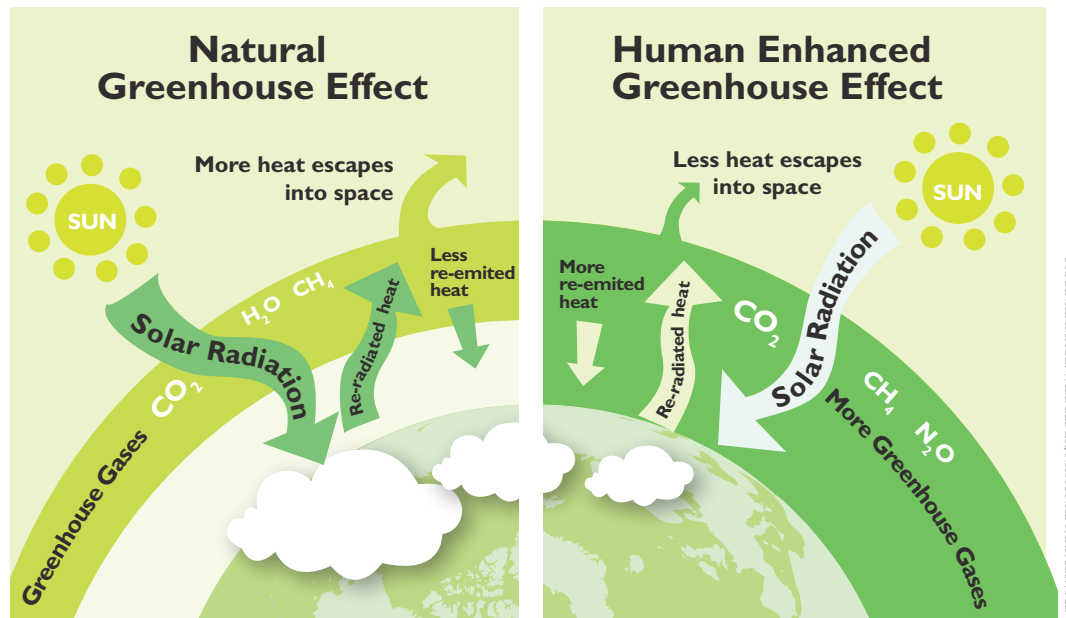 Natural
Greenhouse Effect
SUN
More heat escapes
into space
Less
re-emited
heat
H₂O CH₄
CO₂
Solar Radiation
Re-radiated heat
Greenhouse Gases
Human Enhanced
Greenhouse Effect
SUN
Less heat escapes
into space
More
re-emited
heat
Re-radiated heat
CO₂
Solar Radiation
CH₄
N₂O
More Greenhouse Gases